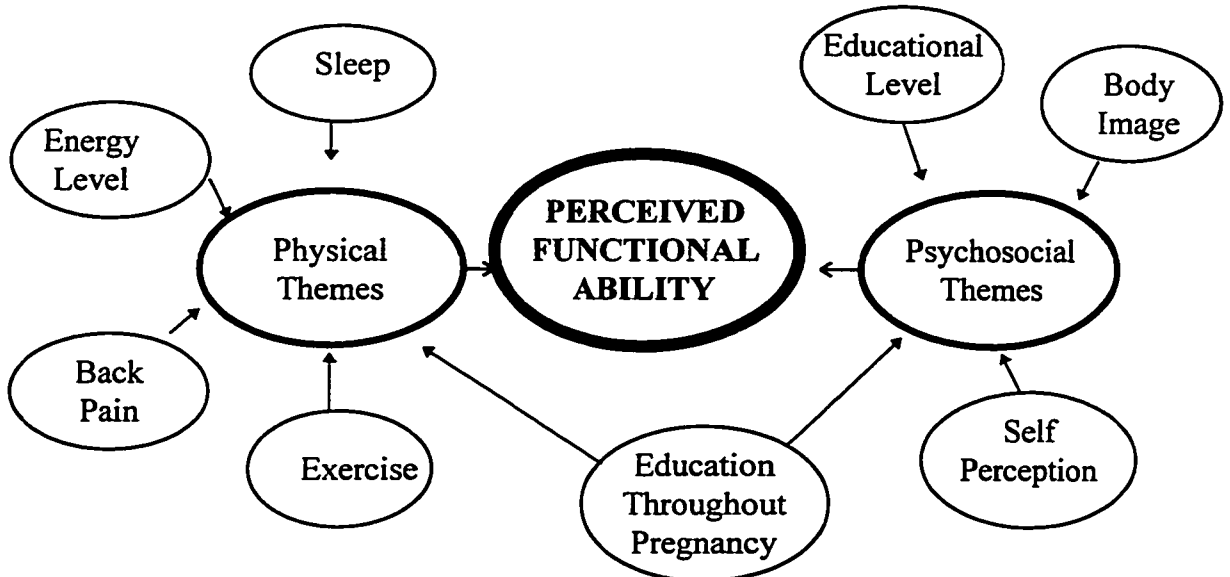 Sleep
Educational
Level
Body
Image
Energy
Level
PERCEIVED
FUNCTIONAL
ABILITY
Physical
Themes
Psychosocial
Themes
Back
Pain
Exercise
Education
Throughout
Pregnancy
Self
Perception